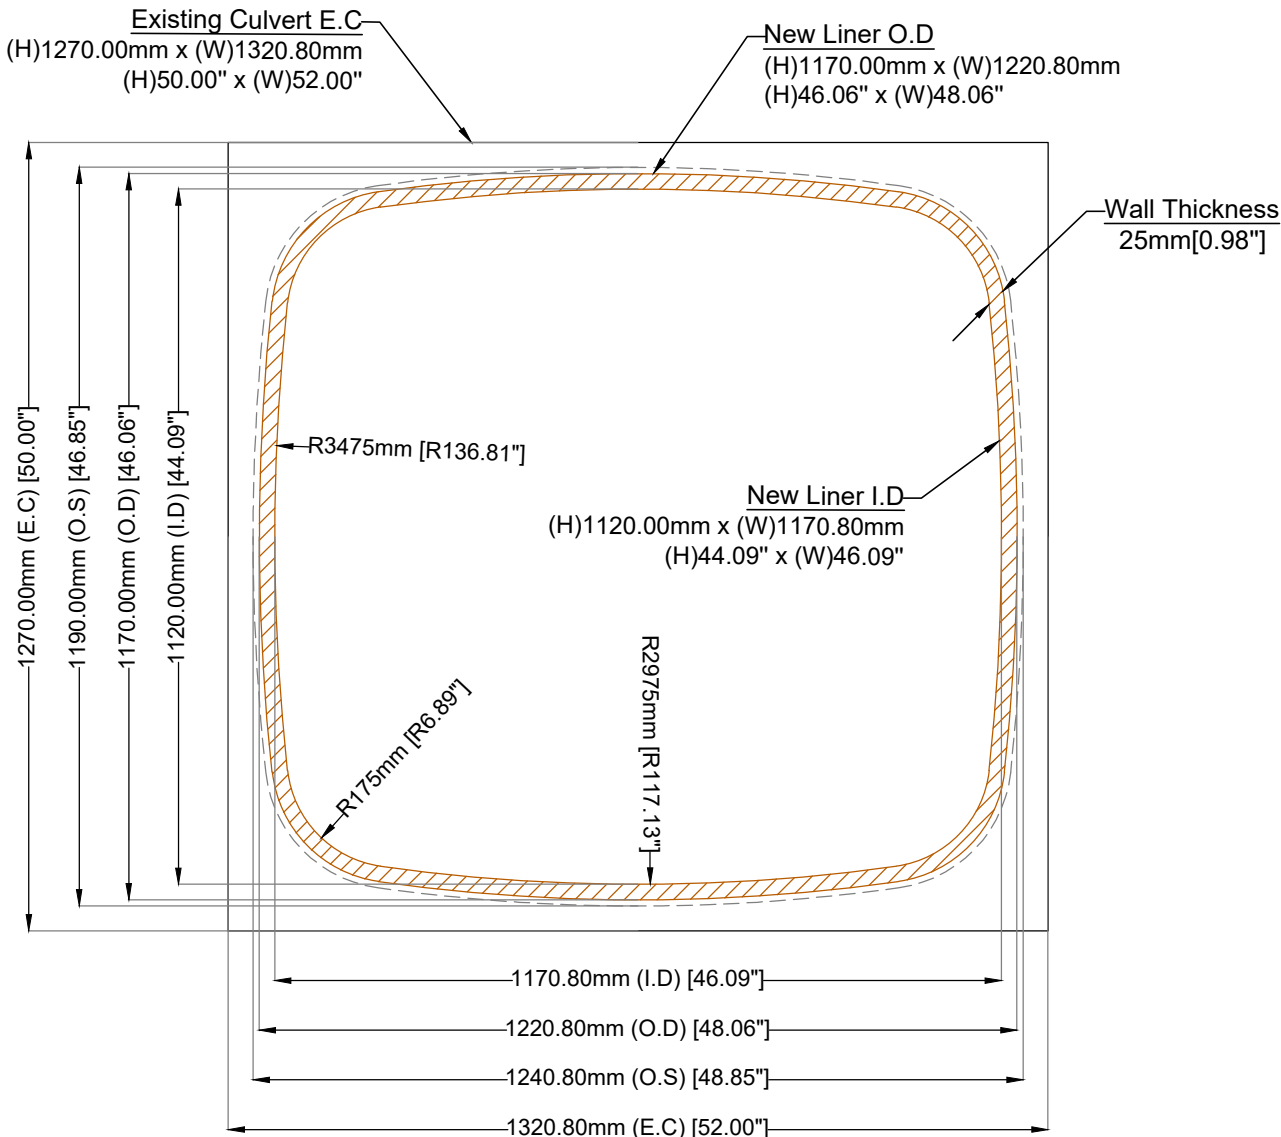 Existing Culvert E.C
(H)1270.00mm x (W)1320.80mm
(H)50.00" x (W)52.00"
New Liner O.D
(H)1170.00mm x (W)1220.80mm
(H)46.06" x (W)48.06"
Wall Thickness
25mm[0.98"]
1270.00mm (E.C) [50.00"]
1190.00mm (O.S) [46.85"]
1170.00mm (O.D) [46.06"]
1120.00mm (I.D) [44.09"]
R3475mm [R136.81"]
New Liner I.D
(H)1120.00mm x (W)1170.80mm
(H)44.09" x (W)46.09"
R2975mm [R117.13"]
R175mm [R6.89"]
1170.80mm (I.D) [46.09"]
1220.80mm (O.D) [48.06"]
1240.80mm (O.S) [48.85"]
1320.80mm (E.C) [52.00"]